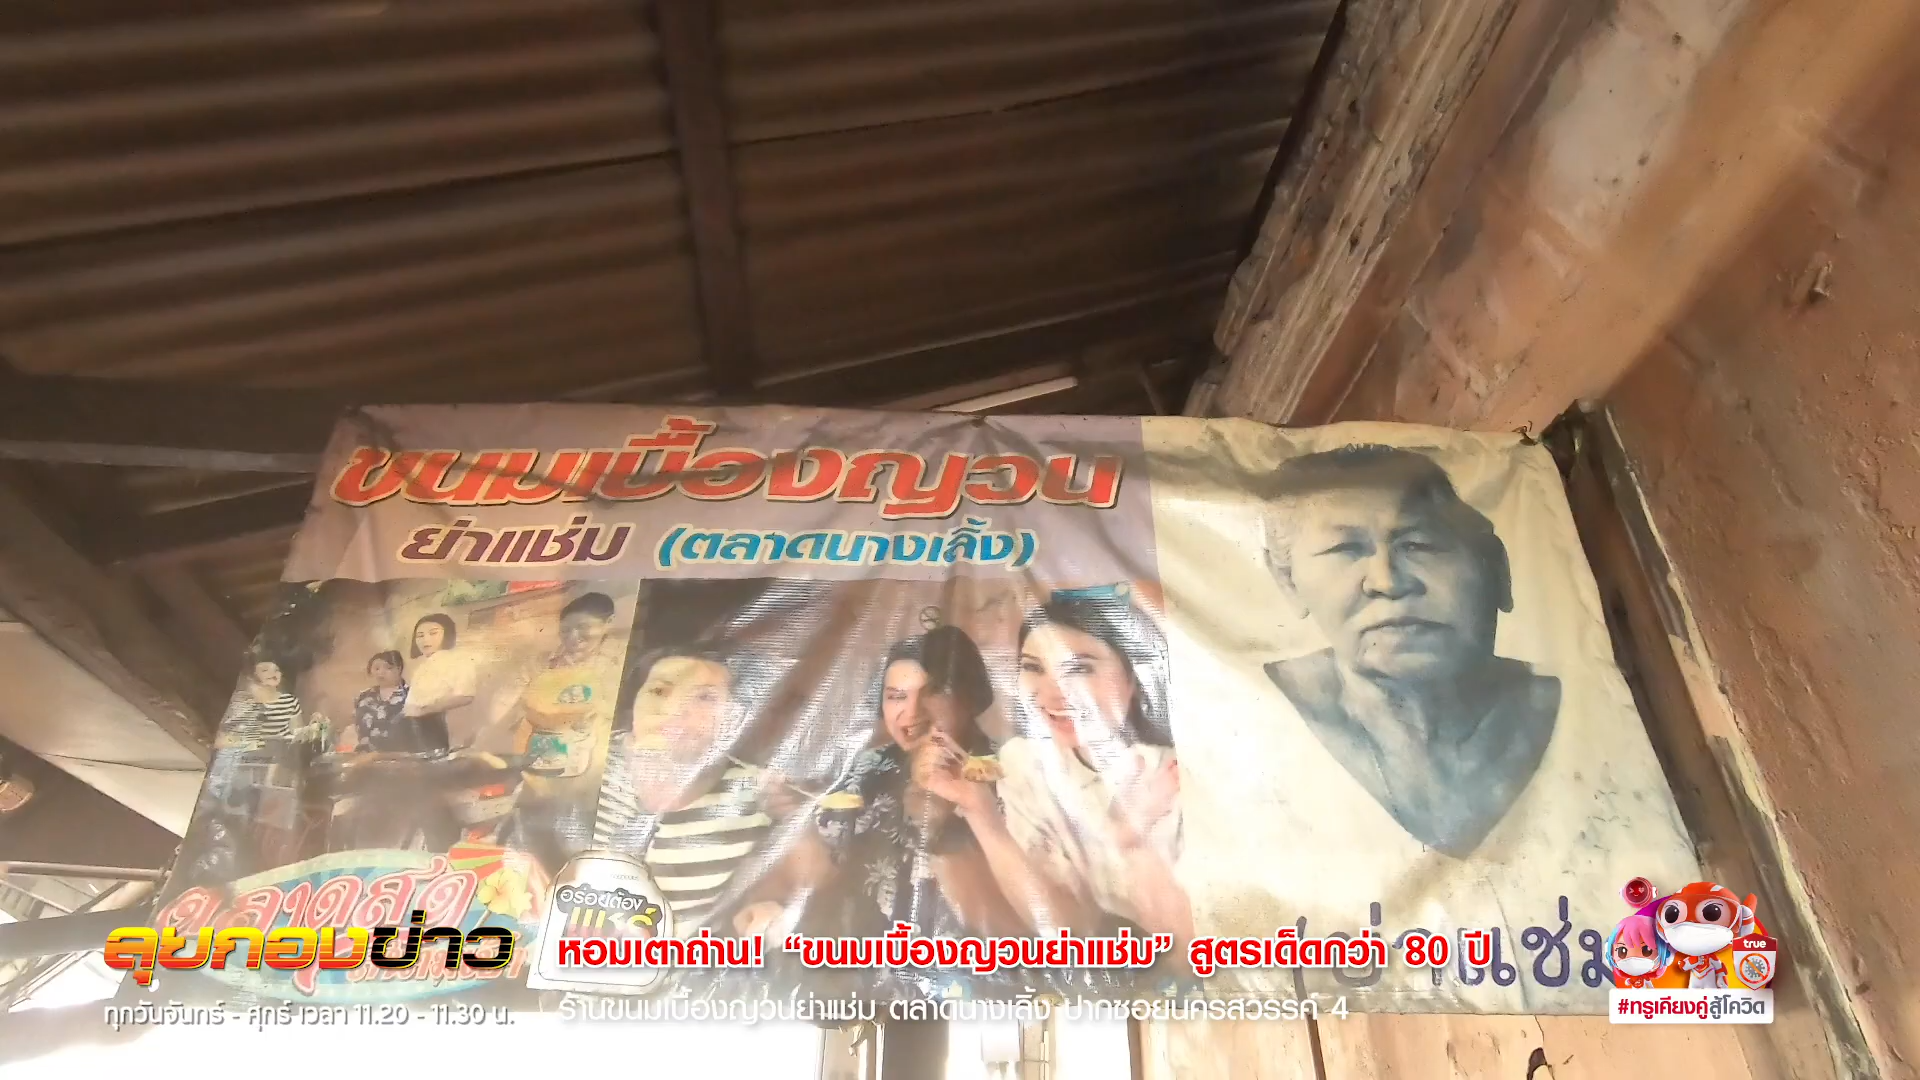 ขนมเบื้องญวน
ย่าแช่ม (ตลาดนางเลิ้ง)
ตลาดสด
อร่อยต้อง
แชร์
ย่าแช่ม
ลุยกองข่าว
ทุกวันจันทร์ - ศุกร์ เวลา 11.20 - 11.30 น.
หอมเตาถ่าน! “ขนมเบื้องญวนย่าแช่ม” สูตรเด็ดกว่า 80 ปี
ร้านขนมเบื้องญวนย่าแช่ม ตลาดนางเลิ้ง ปากซอยนครสวรรค์ 4
true
#ทรูเคียงคู่สู้โควิด